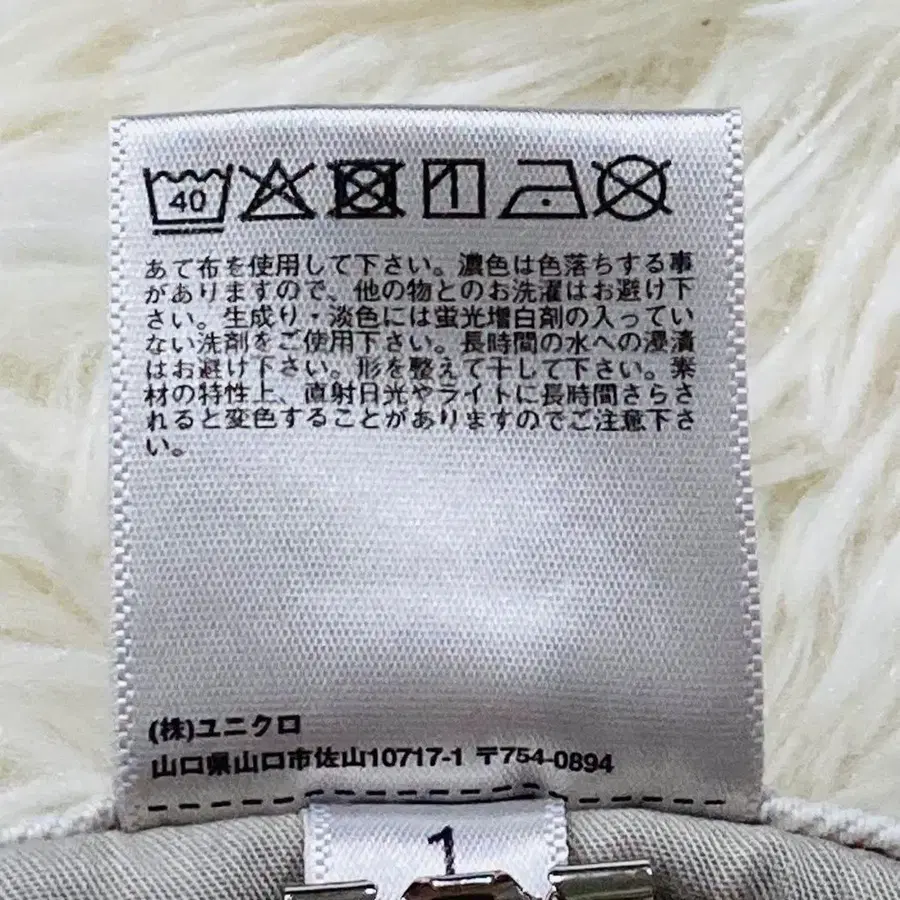 40
あて布を使用して下さい。濃色は色落ちする事
がありますので、他の物とのお洗濯はお避け下
さい。生成り・淡色には蛍光増白剤の入ってい
ない洗剤をご使用下さい。長時間の水への浸漬
はお避け下さい。形を整えて干して下さい。素
材の特性上、直射日光やライトに長時間さらさ
れると変色することがありますのでご注意下さ
い。
(株)ユニクロ
山口県山口市佐山10717-1 〒754-0894
1